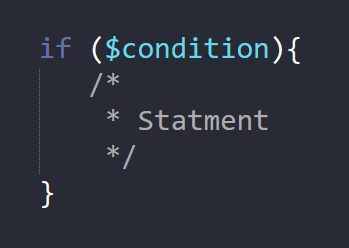 if ($condition){
/*
* Statment
*/
}